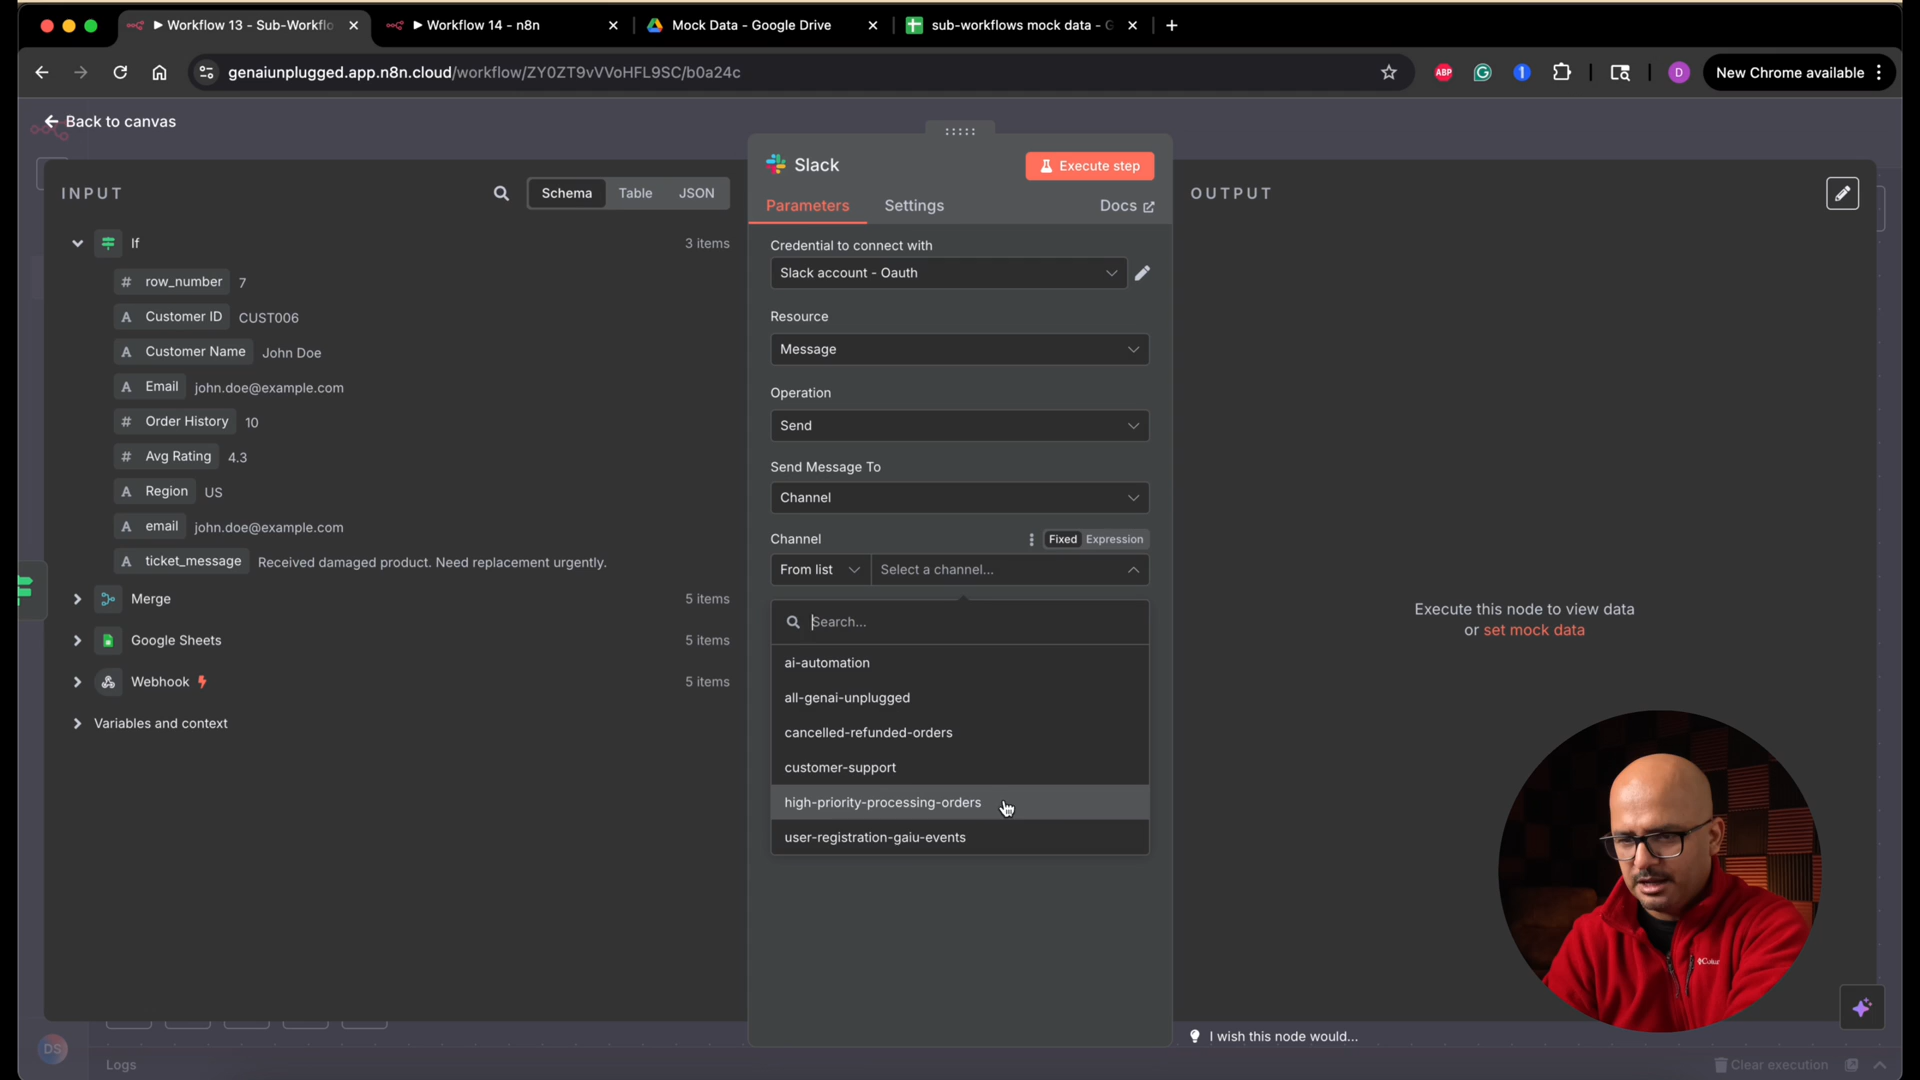 Workflow 13 - Sub-Workflo
Workflow 14 - n8n
Mock Data - Google Drive
sub-workflows mock data - G
genaiunplugged.app.n8n.cloud/workflow/ZY0ZT9vVVoHFL9SC/b0a24c
ABP
1
D
New Chrome available
Back to canvas
INPUT
Schema
Table
JSON
If
3 items
# row_number 7
A Customer ID CUST006
A Customer Name John Doe
A Email john.doe@example.com
# Order History 10
# Avg Rating 4.3
A Region US
A email john.doe@example.com
A ticket_message Received damaged product. Need replacement urgently.
Merge
5 items
Google Sheets
5 items
Webhook
5 items
Variables and context
Slack
Execute step
Parameters
Settings
Docs
Credential to connect with
Slack account - Oauth
Resource
Message
Operation
Send
Send Message To
Channel
Channel
Fixed
Expression
From list
Select a channel...
Search...
ai-automation
all-genai-unplugged
cancelled-refunded-orders
customer-support
high-priority-processing-orders
user-registration-gaiu-events
OUTPUT
Execute this node to view data
or set mock data
I wish this node would...
DS
Logs
Clear execution